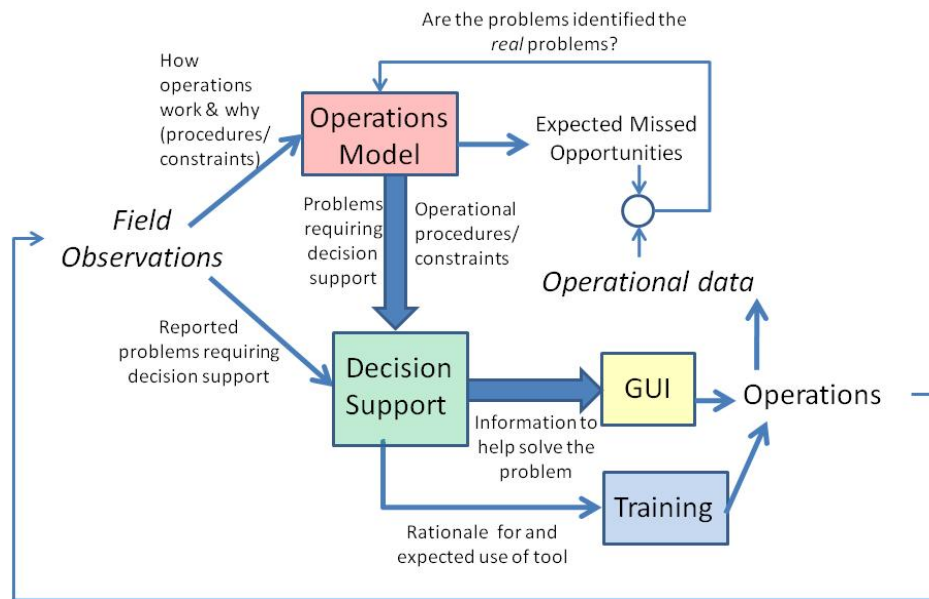 Are the problems identified the
real problems?
How
operations
work & why
(procedures/
constraints)
Operations
Model
Expected Missed
Opportunities
Problems
requiring
decision
support
Operational
procedures/
constraints
Field
Observations
Operational data
Reported
problems requiring
decision support
Decision
Support
GUI
Operations
Information to
help solve the
problem
Training
Rationale for and
expected use of tool